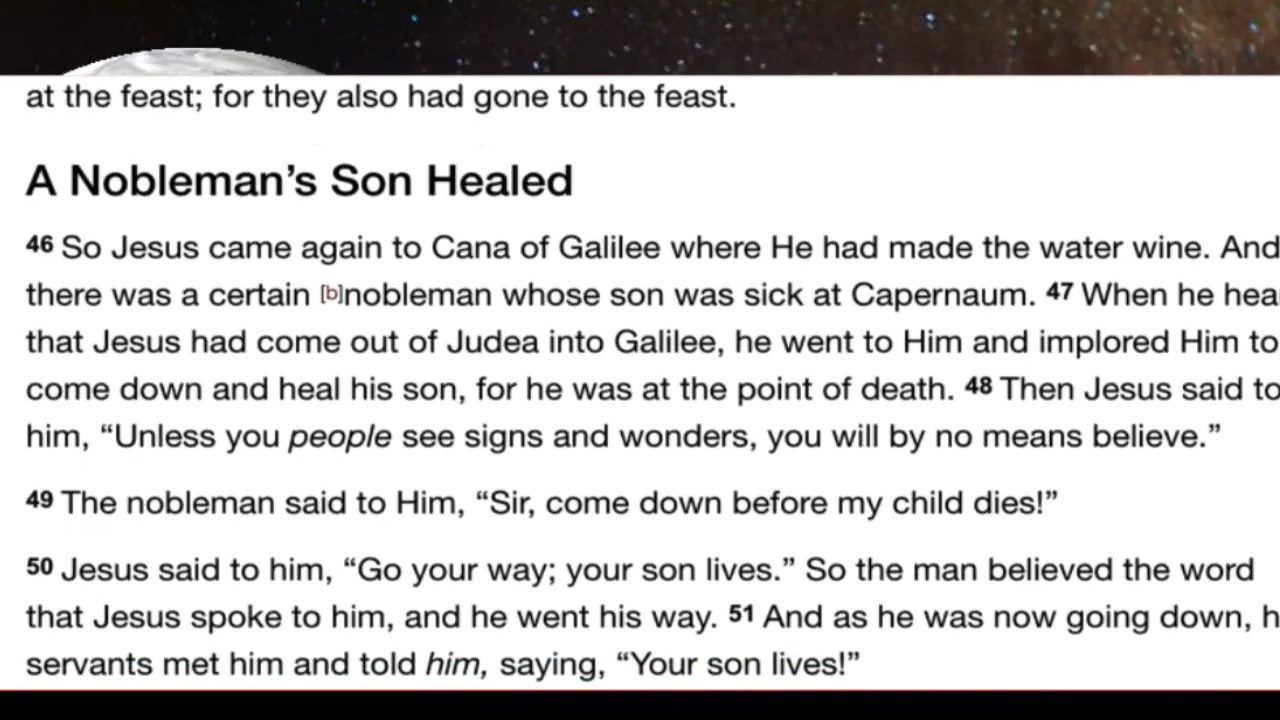 at the feast; for they also had gone to the feast.
A Nobleman’s Son Healed
46 So Jesus came again to Cana of Galilee where He had made the water wine. And
there was a certain [b]nobleman whose son was sick at Capernaum. 47 When he hea
that Jesus had come out of Judea into Galilee, he went to Him and implored Him to
come down and heal his son, for he was at the point of death. 48 Then Jesus said to
him, “Unless you people see signs and wonders, you will by no means believe.”
49 The nobleman said to Him, “Sir, come down before my child dies!”
50 Jesus said to him, “Go your way; your son lives.” So the man believed the word
that Jesus spoke to him, and he went his way. 51 And as he was now going down, h
servants met him and told him, saying, “Your son lives!”